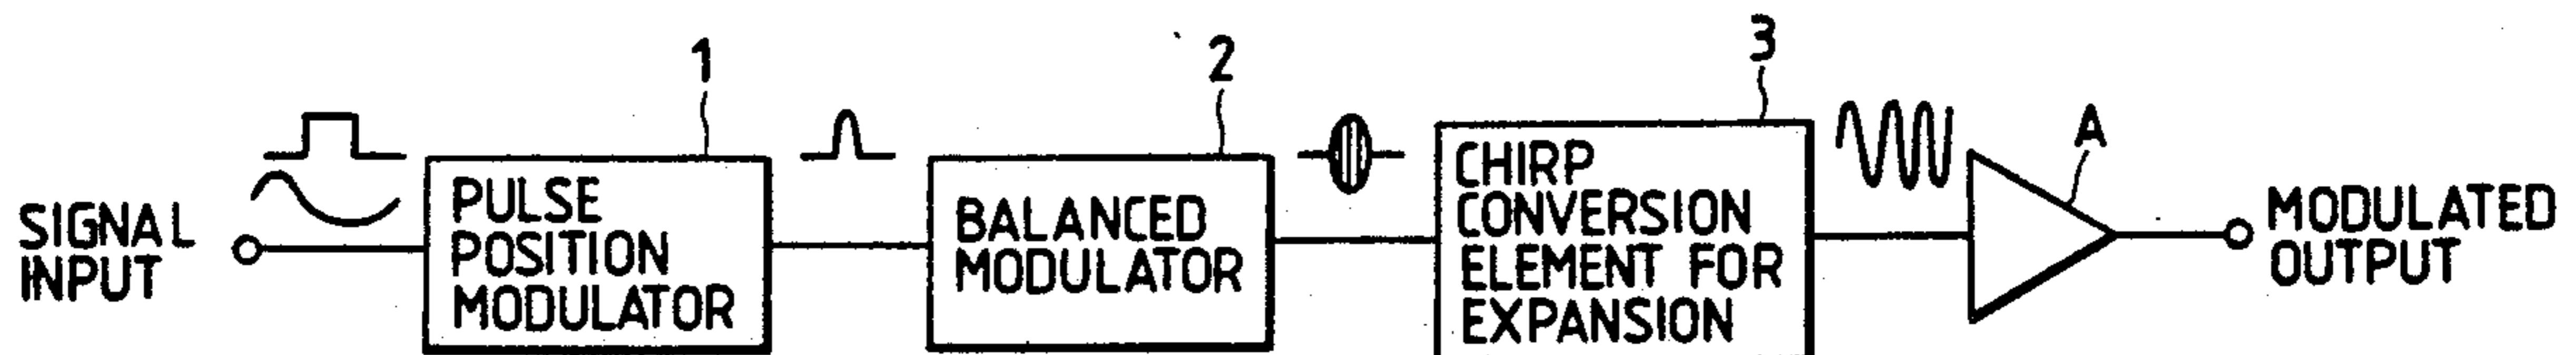 1
2
3
A
SIGNAL
INPUT
PULSE
POSITION
MODULATOR
BALANCED
MODULATOR
CHIRP
CONVERSION
ELEMENT FOR
EXPANSION
MODULATED
OUTPUT